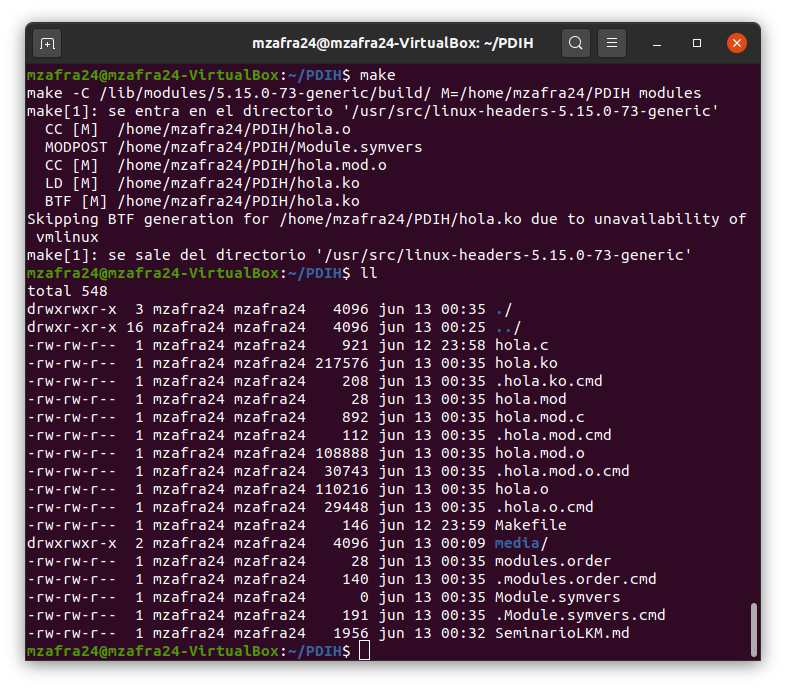 mzafra24@mzafra24-VirtualBox: ~/PDIH
mzafra24@mzafra24-VirtualBox:~/PDIH$ make
make -C /lib/modules/5.15.0-73-generic/build/ M=/home/mzafra24/PDIH modules
make[1]: se entra en el directorio '/usr/src/linux-headers-5.15.0-73-generic'
  CC [M]  /home/mzafra24/PDIH/hola.o
  MODPOST /home/mzafra24/PDIH/Module.symvers
  CC [M]  /home/mzafra24/PDIH/hola.mod.o
  LD [M]  /home/mzafra24/PDIH/hola.ko
  BTF [M] /home/mzafra24/PDIH/hola.ko
Skipping BTF generation for /home/mzafra24/PDIH/hola.ko due to unavailability of
 vmlinux
make[1]: se sale del directorio '/usr/src/linux-headers-5.15.0-73-generic'
mzafra24@mzafra24-VirtualBox:~/PDIH$ ll
total 548
drwxrwxr-x  3 mzafra24 mzafra24   4096 jun 13 00:35 ./
drwxr-xr-x 16 mzafra24 mzafra24   4096 jun 13 00:25 ../
-rw-rw-r--  1 mzafra24 mzafra24    921 jun 12 23:58 hola.c
-rw-rw-r--  1 mzafra24 mzafra24 217576 jun 13 00:35 hola.ko
-rw-rw-r--  1 mzafra24 mzafra24    208 jun 13 00:35 .hola.ko.cmd
-rw-rw-r--  1 mzafra24 mzafra24     28 jun 13 00:35 hola.mod
-rw-rw-r--  1 mzafra24 mzafra24    892 jun 13 00:35 hola.mod.c
-rw-rw-r--  1 mzafra24 mzafra24    112 jun 13 00:35 .hola.mod.cmd
-rw-rw-r--  1 mzafra24 mzafra24 108888 jun 13 00:35 hola.mod.o
-rw-rw-r--  1 mzafra24 mzafra24  30743 jun 13 00:35 .hola.mod.o.cmd
-rw-rw-r--  1 mzafra24 mzafra24 110216 jun 13 00:35 hola.o
-rw-rw-r--  1 mzafra24 mzafra24  29448 jun 13 00:35 .hola.o.cmd
-rw-rw-r--  1 mzafra24 mzafra24    146 jun 12 23:59 Makefile
drwxrwxr-x  2 mzafra24 mzafra24   4096 jun 13 00:09 media/
-rw-rw-r--  1 mzafra24 mzafra24     28 jun 13 00:35 modules.order
-rw-rw-r--  1 mzafra24 mzafra24    140 jun 13 00:35 .modules.order.cmd
-rw-rw-r--  1 mzafra24 mzafra24      0 jun 13 00:35 Module.symvers
-rw-rw-r--  1 mzafra24 mzafra24    191 jun 13 00:35 .Module.symvers.cmd
-rw-rw-r--  1 mzafra24 mzafra24   1956 jun 13 00:32 SeminarioLKM.md
mzafra24@mzafra24-VirtualBox:~/PDIH$